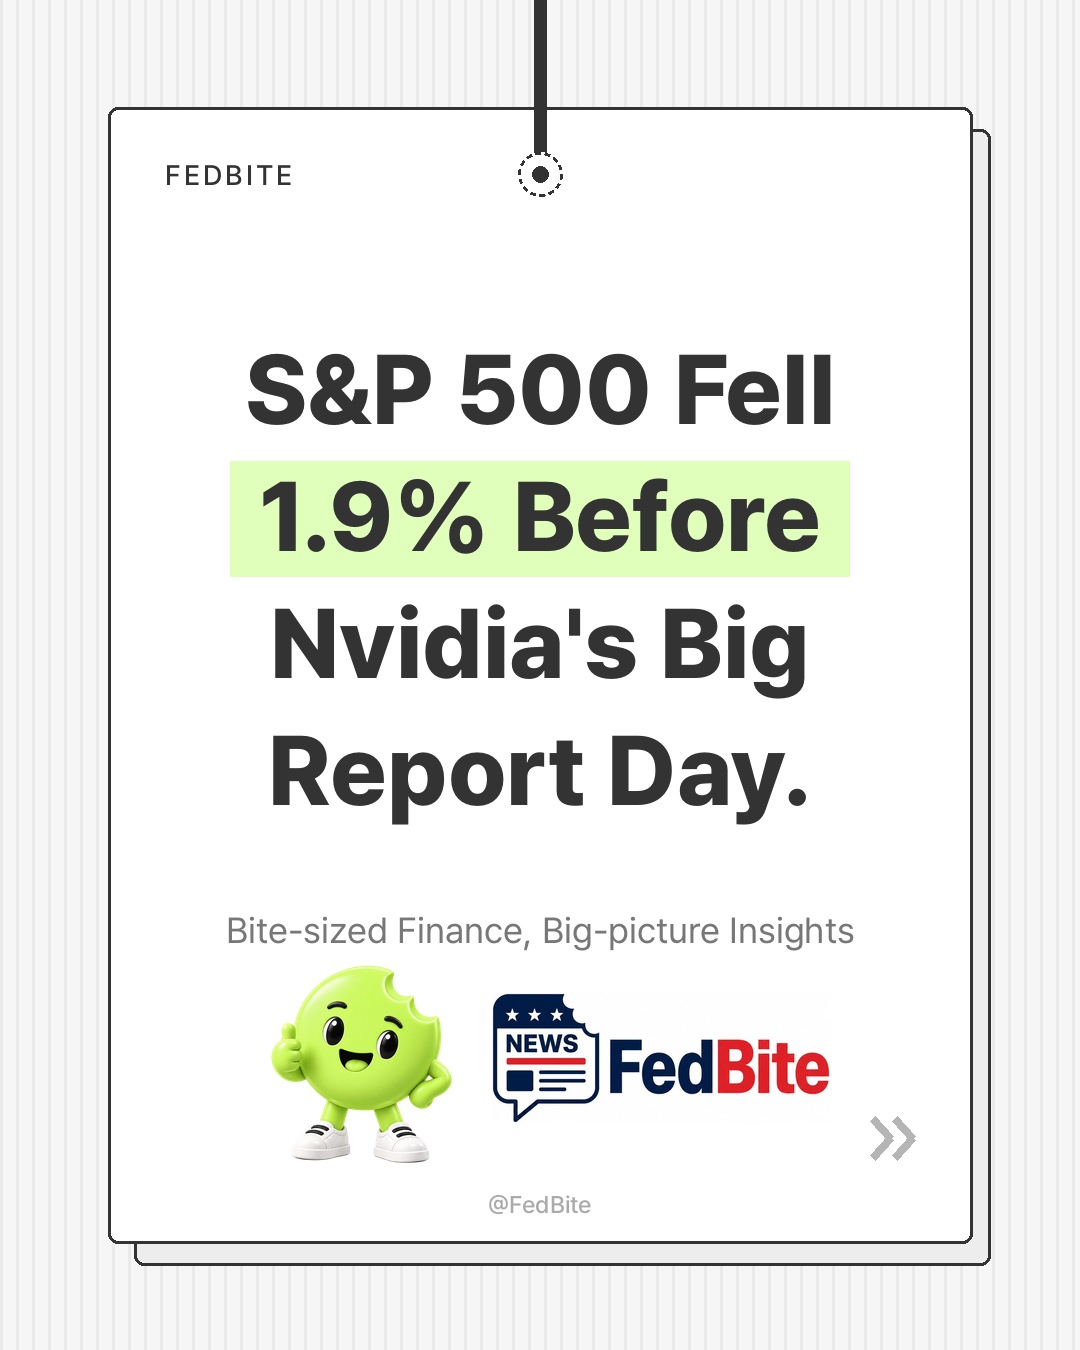 FEDBITE
S&P 500 Fell
1.9% Before
Nvidia's Big
Report Day.
Bite-sized Finance, Big-picture Insights
NEWS
FedBite
@FedBite